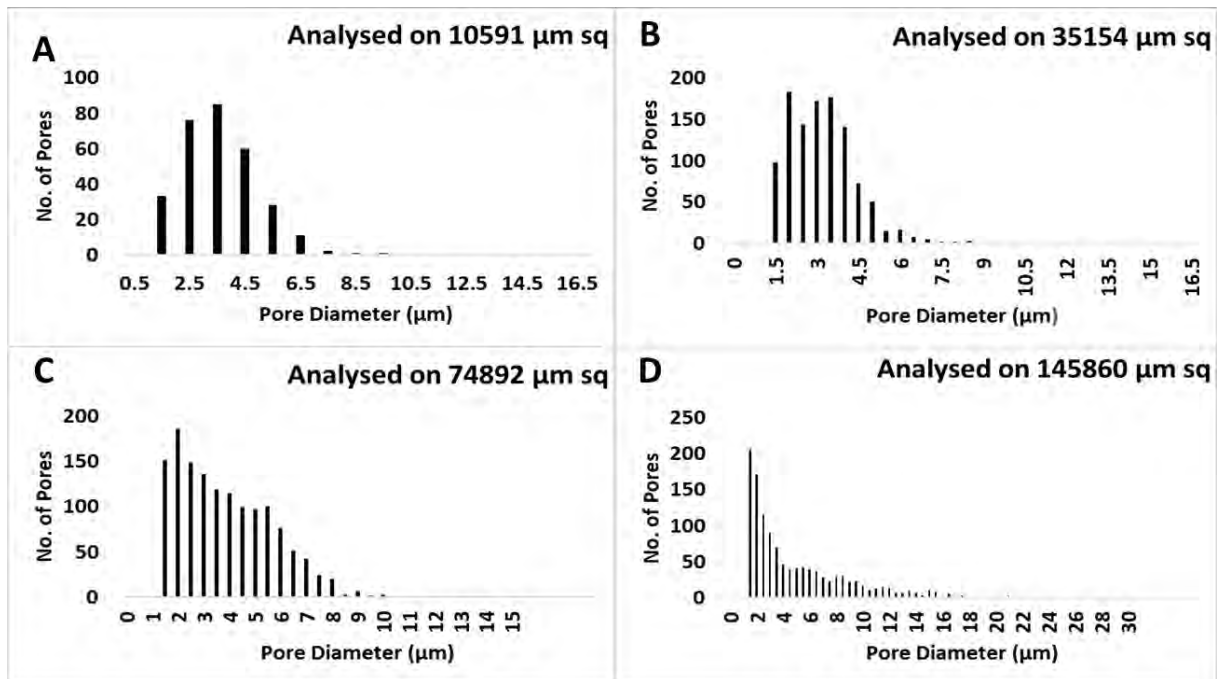 A
Analysed on 10591 µm sq
100
80
60
40
20
0
No. of Pores
0.5 2.5 4.5 6.5 8.5 10.5 12.5 14.5 16.5
Pore Diameter (µm)
B
Analysed on 35154 µm sq
200
150
100
50
0
No. of Pores
0 1.5 3 4.5 6 7.5 9 10.5 12 13.5 15 16.5
Pore Diameter (µm)
C
Analysed on 74892 µm sq
200
150
100
50
0
No. of Pores
0 1 2 3 4 5 6 7 8 9 10 11 12 13 14 15
Pore Diameter (µm)
D
Analysed on 145860 µm sq
250
200
150
100
50
0
No. of Pores
0 2 4 6 8 10 12 14 16 18 20 22 24 26 28 30
Pore Diameter (µm)